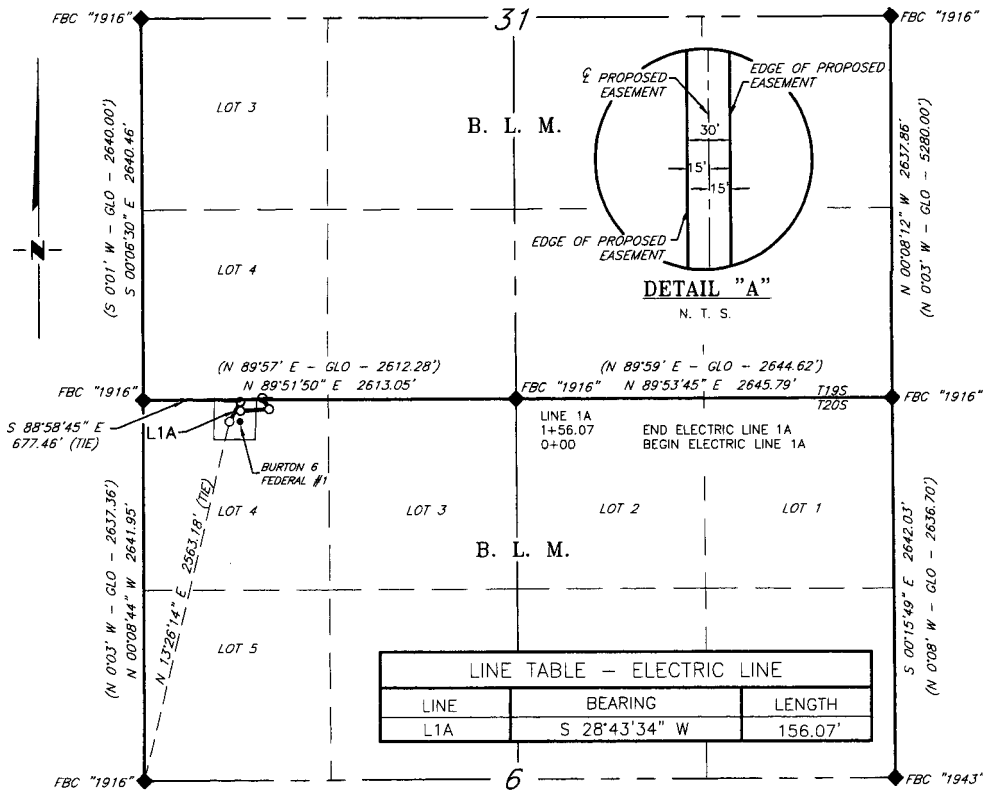 FBC "1916"
31
FBC "1916"
LOT 3
B. L. M.
℄ PROPOSED
EASEMENT
EDGE OF PROPOSED
EASEMENT
30'
15'
15'
EDGE OF PROPOSED
EASEMENT
DETAIL "A"
N. T. S.
(S 0°01' W - GLO - 2640.00')
S 00°06'30" E 2640.46'
N 00°08'12" W 2637.86'
(N 0°03' W - GLO - 5280.00')
N
LOT 4
(N 89°57' E - GLO - 2612.28')
N 89°51'50" E 2613.05'
(N 89°59' E - GLO - 2644.62')
N 89°53'45" E 2645.79'
FBC "1916"
FBC "1916"
T19S
T20S
FBC "1916"
S 88°58'45" E
677.46' (TIE)
L1A
BURTON 6
FEDERAL #1
LINE 1A
1+56.07 END ELECTRIC LINE 1A
0+00 BEGIN ELECTRIC LINE 1A
LOT 4
LOT 3
LOT 2
LOT 1
B. L. M.
(N 0°03' W - GLO - 2637.36')
N 00°08'44" W 2641.95'
N 13°26'14" E 2563.18' (TIE)
S 00°15'49" E 2642.03'
(N 0°08' W - GLO - 2636.70')
LOT 5
LINE TABLE - ELECTRIC LINE
LINE BEARING LENGTH
L1A S 28°43'34" W 156.07'
FBC "1916"
6
FBC "1943"